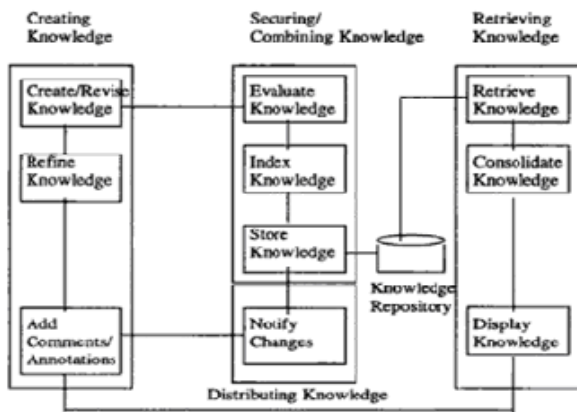 Creating
Knowledge
Securing/
Combining Knowledge
Retrieving
Knowledge
Create/Revise
Knowledge
Evaluate
Knowledge
Retrieve
Knowledge
Refine
Knowledge
Index
Knowledge
Consolidate
Knowledge
Store
Knowledge
Knowledge
Repository
Add
Comments/
Annotations
Notify
Changes
Display
Knowledge
Distributing Knowledge